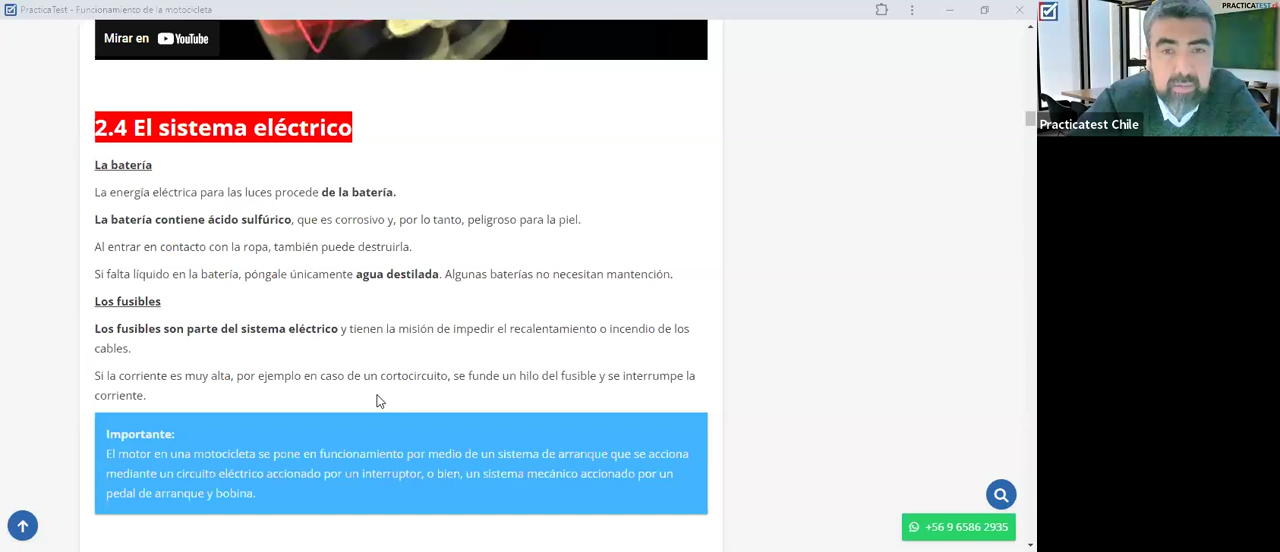 PracticaTest - Funcionamiento de la motocicleta
PRACTICATEST
Mirar en YouTube
Practicatest Chile
2.4 El sistema eléctrico
La batería
La energía eléctrica para las luces procede de la batería.
La batería contiene ácido sulfúrico, que es corrosivo y, por lo tanto, peligroso para la piel.
Al entrar en contacto con la ropa, también puede destruirla.
Si falta líquido en la batería, póngale únicamente agua destilada. Algunas baterías no necesitan mantención.
Los fusibles
Los fusibles son parte del sistema eléctrico y tienen la misión de impedir el recalentamiento o incendio de los
cables.
Si la corriente es muy alta, por ejemplo en caso de un cortocircuito, se funde un hilo del fusible y se interrumpe la
corriente.
Importante:
El motor en una motocicleta se pone en funcionamiento por medio de un sistema de arranque que se acciona
mediante un circuito eléctrico accionado por un interruptor, o bien, un sistema mecánico accionado por un
pedal de arranque y bobina.
+56 9 6586 2935